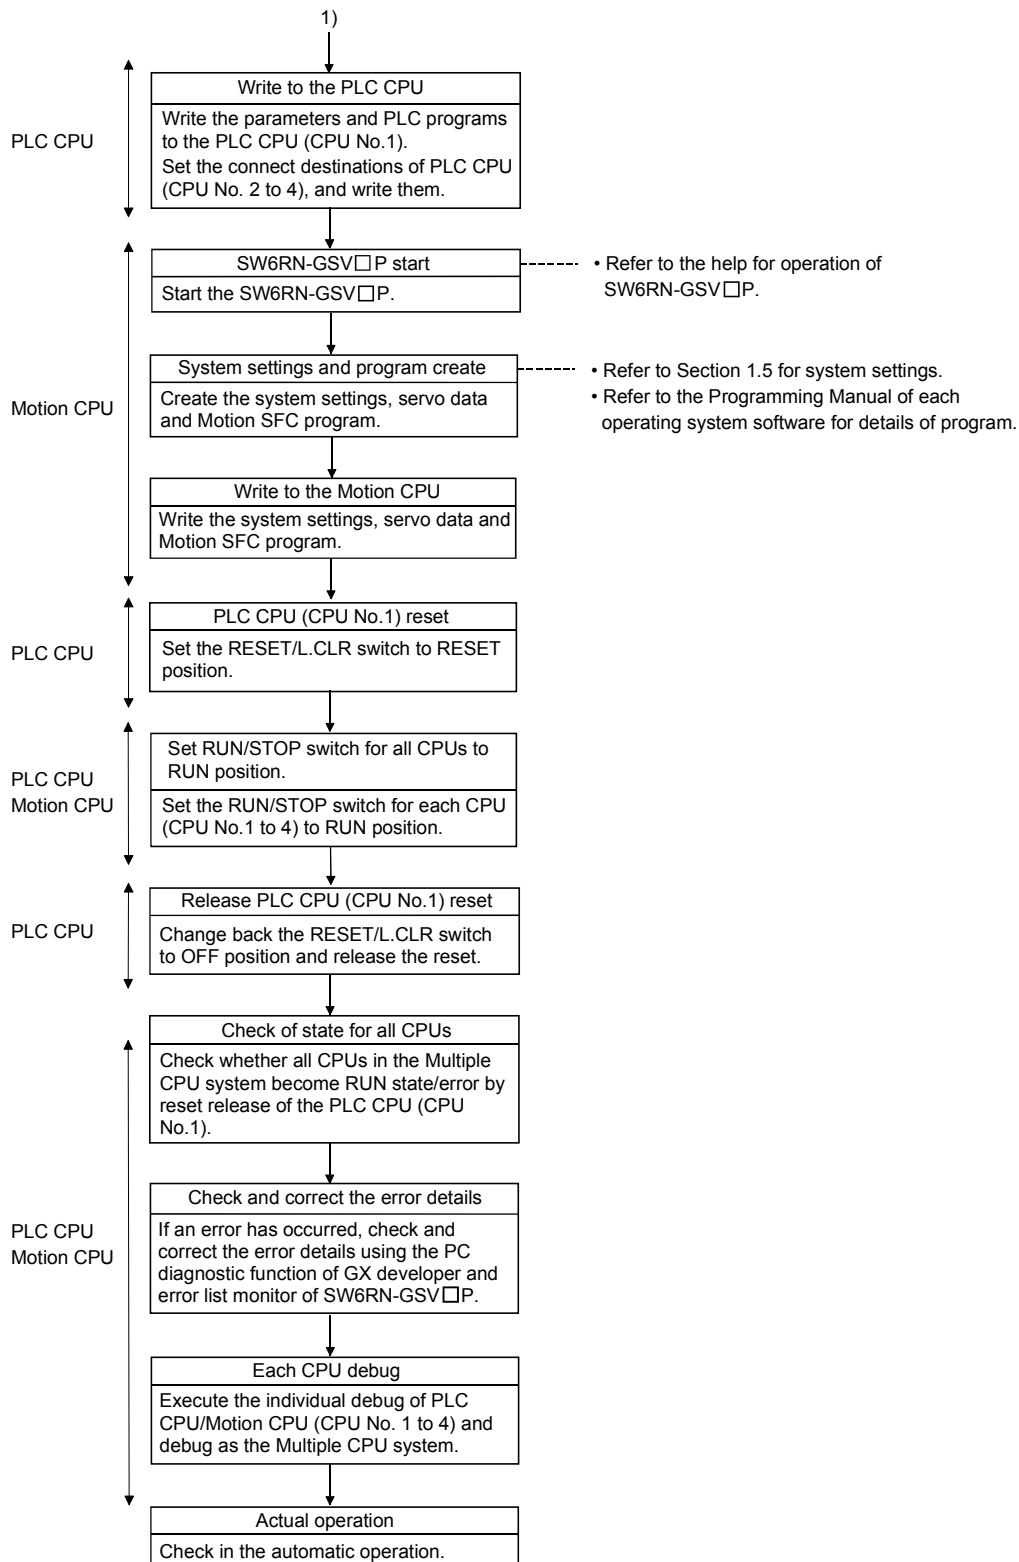 1)
Write to the PLC CPU
PLC CPU
Write the parameters and PLC programs
to the PLC CPU (CPU No.1).
Set the connect destinations of PLC CPU
(CPU No. 2 to 4), and write them.
SW6RN-GSV□P start
Start the SW6RN-GSV□P.
• Refer to the help for operation of
SW6RN-GSV□P.
Motion CPU
System settings and program create
Create the system settings, servo data
and Motion SFC program.
• Refer to Section 1.5 for system settings.
• Refer to the Programming Manual of each
operating system software for details of program.
Write to the Motion CPU
Write the system settings, servo data and
Motion SFC program.
PLC CPU
PLC CPU (CPU No.1) reset
Set the RESET/L.CLR switch to RESET
position.
PLC CPU
Motion CPU
Set RUN/STOP switch for all CPUs to
RUN position.
Set the RUN/STOP switch for each CPU
(CPU No.1 to 4) to RUN position.
PLC CPU
Release PLC CPU (CPU No.1) reset
Change back the RESET/L.CLR switch
to OFF position and release the reset.
Check of state for all CPUs
Check whether all CPUs in the Multiple
CPU system become RUN state/error by
reset release of the PLC CPU (CPU
No.1).
PLC CPU
Motion CPU
Check and correct the error details
If an error has occurred, check and
correct the error details using the PC
diagnostic function of GX developer and
error list monitor of SW6RN-GSV□P.
Each CPU debug
Execute the individual debug of PLC
CPU/Motion CPU (CPU No. 1 to 4) and
debug as the Multiple CPU system.
Actual operation
Check in the automatic operation.